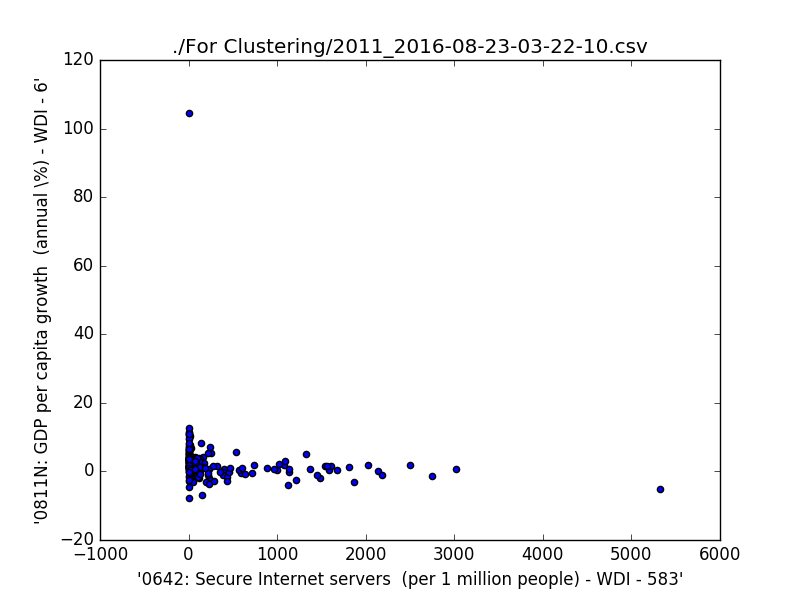 ./For Clustering/2011_2016-08-23-03-22-10.csv
120
100
80
60
40
20
0
−20
−1000 0 1000 2000 3000 4000 5000 6000
'0811N: GDP per capita growth  (annual \%) - WDI - 6'
'0642: Secure Internet servers  (per 1 million people) - WDI - 583'